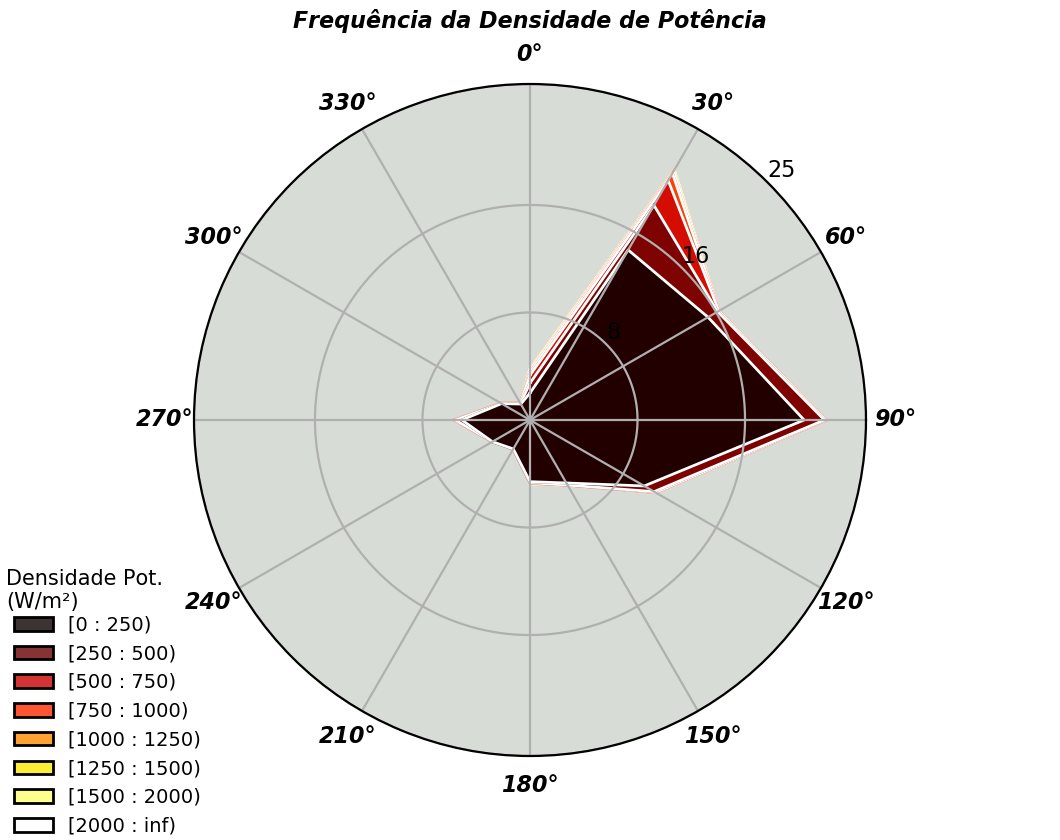 Frequência da Densidade de Potência
0°
330°
30°
25
300°
60°
16
8
270°
90°
240°
120°
210°
150°
180°
Densidade Pot.
(W/m²)
[0 : 250)
[250 : 500)
[500 : 750)
[750 : 1000)
[1000 : 1250)
[1250 : 1500)
[1500 : 2000)
[2000 : inf)